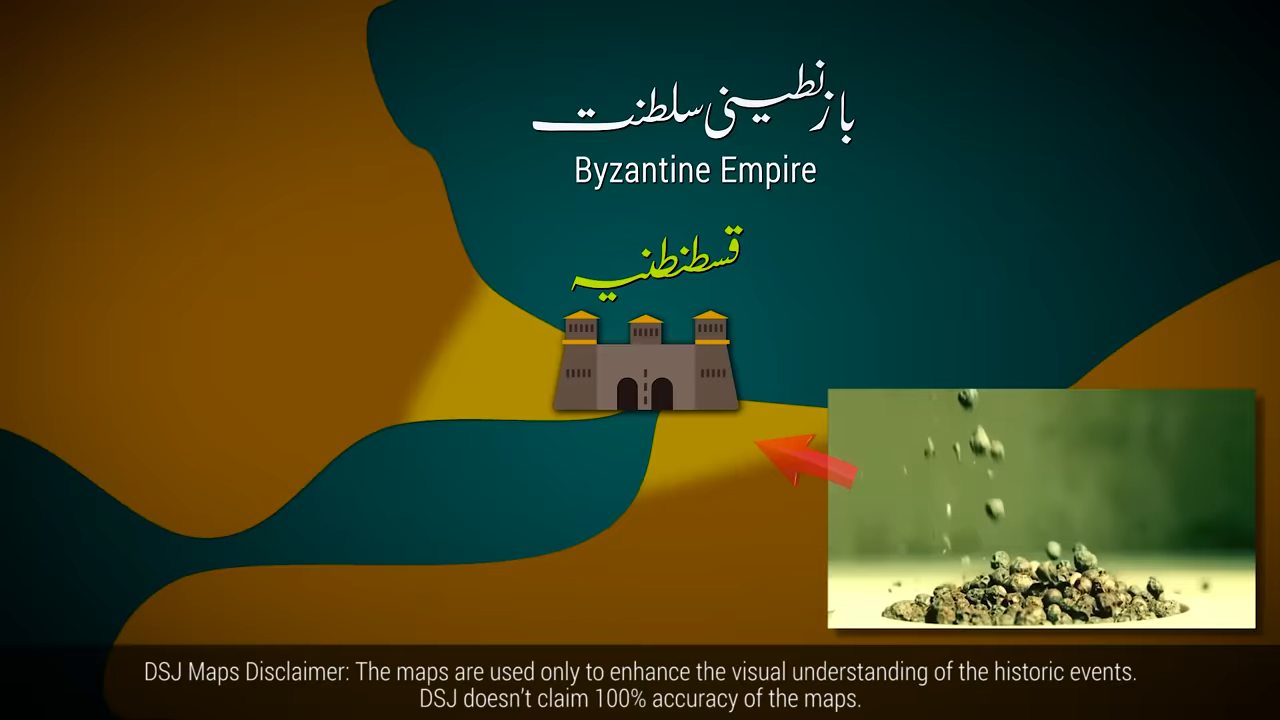 بازنطینی سلطنت
Byzantine Empire
قسطنطنیہ
DSJ Maps Disclaimer: The maps are used only to enhance the visual understanding of the historic events.
DSJ doesn't claim 100% accuracy of the maps.